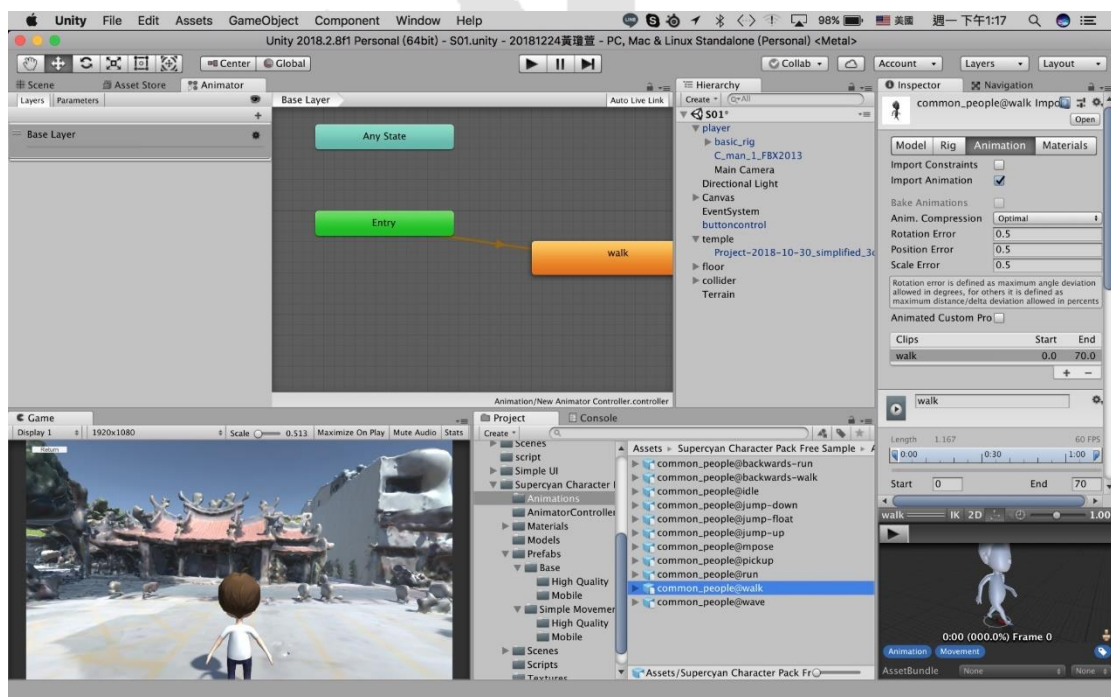 Unity File Edit Assets GameObject Component Window Help 98% 美國 週一下午1:17
Unity 2018.2.8f1 Personal (64bit) - S01.unity - 20181224黃瓊萱 - PC, Mac & Linux Standalone (Personal) <Metal>
Center Global Collab Account Layers Layout
Scene Asset Store Animator
Layers Parameters Base Layer Auto Live Link
Base Layer
Any State
Entry
walk
Animation/New Animator Controller.controller
Hierarchy
Create All
S01*
player
basic_rig
C_man_1_FBX2013
Main Camera
Directional Light
Canvas
EventSystem
buttoncontrol
temple
Project-2018-10-30_simplified_3
floor
collider
Terrain
Inspector Navigation
common_people@walk Impo
Open
Model Rig Animation Materials
Import Constraints
Import Animation
Bake Animations
Anim. Compression Optimal
Rotation Error 0.5
Position Error 0.5
Scale Error 0.5
Rotation error is defined as maximum angle deviation
allowed in degrees, for others it is defined as
maximum distance/delta deviation allowed in percents
Animated Custom Pro
Clips Start End
walk 0.0 70.0
+ -
walk
Length 1.167 60 FPS
0:00 0:30 1:00
Start 0 End 70
walk IK 2D 1.00
0:00 (000.0%) Frame 0
Animation Movement
AssetBundle None None
Game
Display 1 1920x1080 Scale 0.513 Maximize On Play Mute Audio Stats
Return
Project Console
Create
Scenes
script
Simple UI
Supercyan Character
Animations
AnimatorController
Materials
Models
Prefabs
Base
High Quality
Mobile
Simple Movemen
High Quality
Mobile
Scenes
Scripts
Textures
Assets Supercyan Character Pack Free Sample
common_people@backwards-run
common_people@backwards-walk
common_people@idle
common_people@jump-down
common_people@jump-float
common_people@jump-up
common_people@mpose
common_people@pickup
common_people@run
common_people@walk
common_people@wave
Assets/Supercyan Character Pack Fr